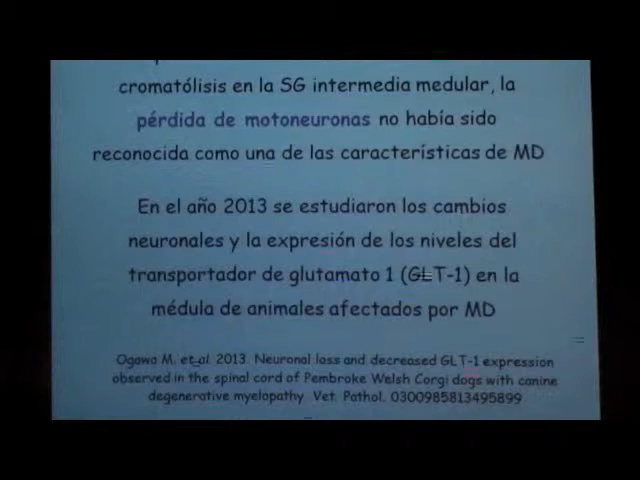 cromatólisis en la SG intermedia medular, la
pérdida de motoneuronas no había sido
reconocida como una de las características de MD
En el año 2013 se estudiaron los cambios
neuronales y la expresión de los niveles del
transportador de glutamato 1 (GLT-1) en la
médula de animales afectados por MD
Ogawa M. et al. 2013. Neuronal loss and decreased GLT-1 expression
observed in the spinal cord of Pembroke Welsh Corgi dogs with canine
degenerative myelopathy. Vet. Pathol. 0300985813495899